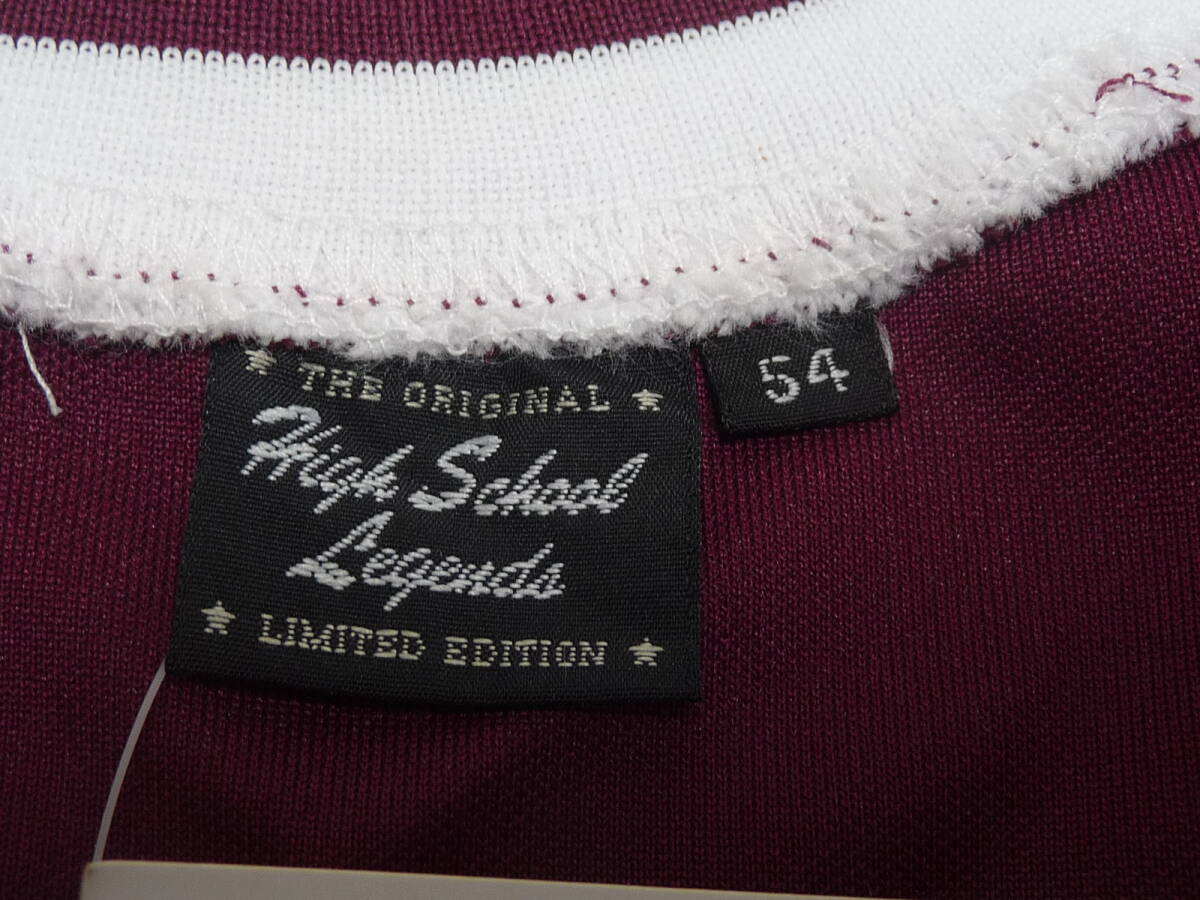 THE ORIGINAL
High School
Legends
LIMITED EDITION
54